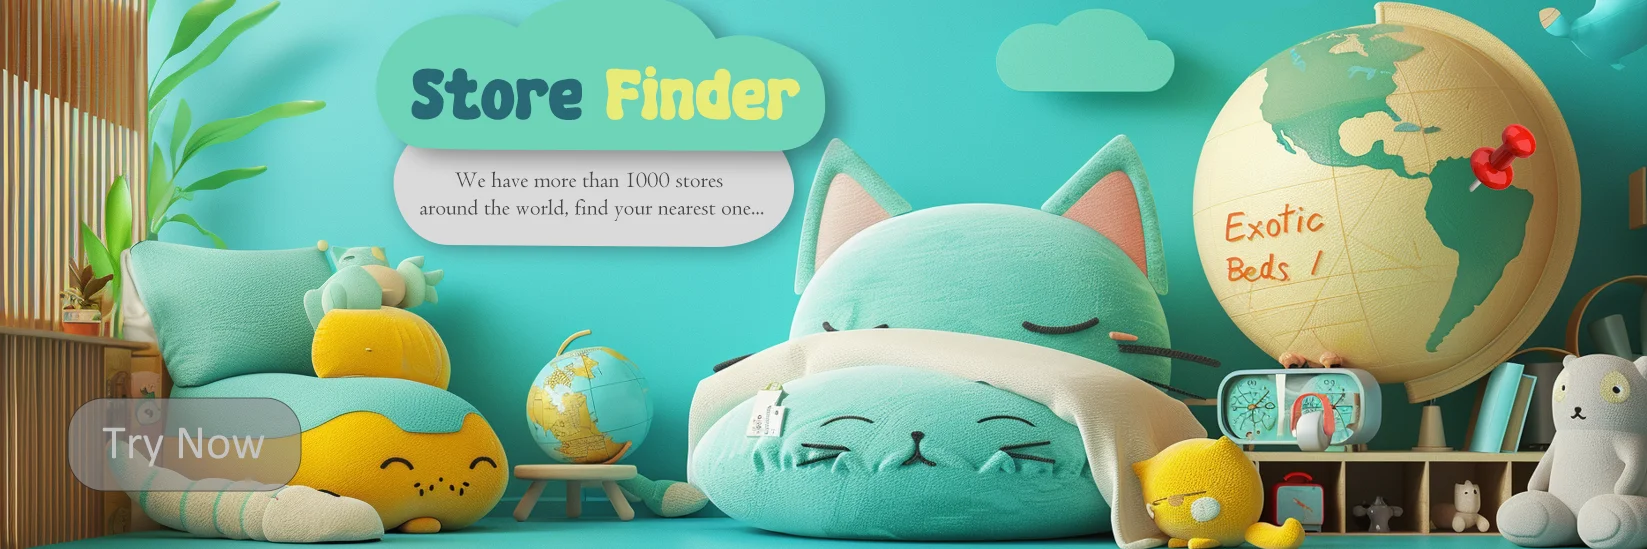 Store Finder
We have more than 1000 stores
around the world, find your nearest one...
Exotic
Beds !
Try Now